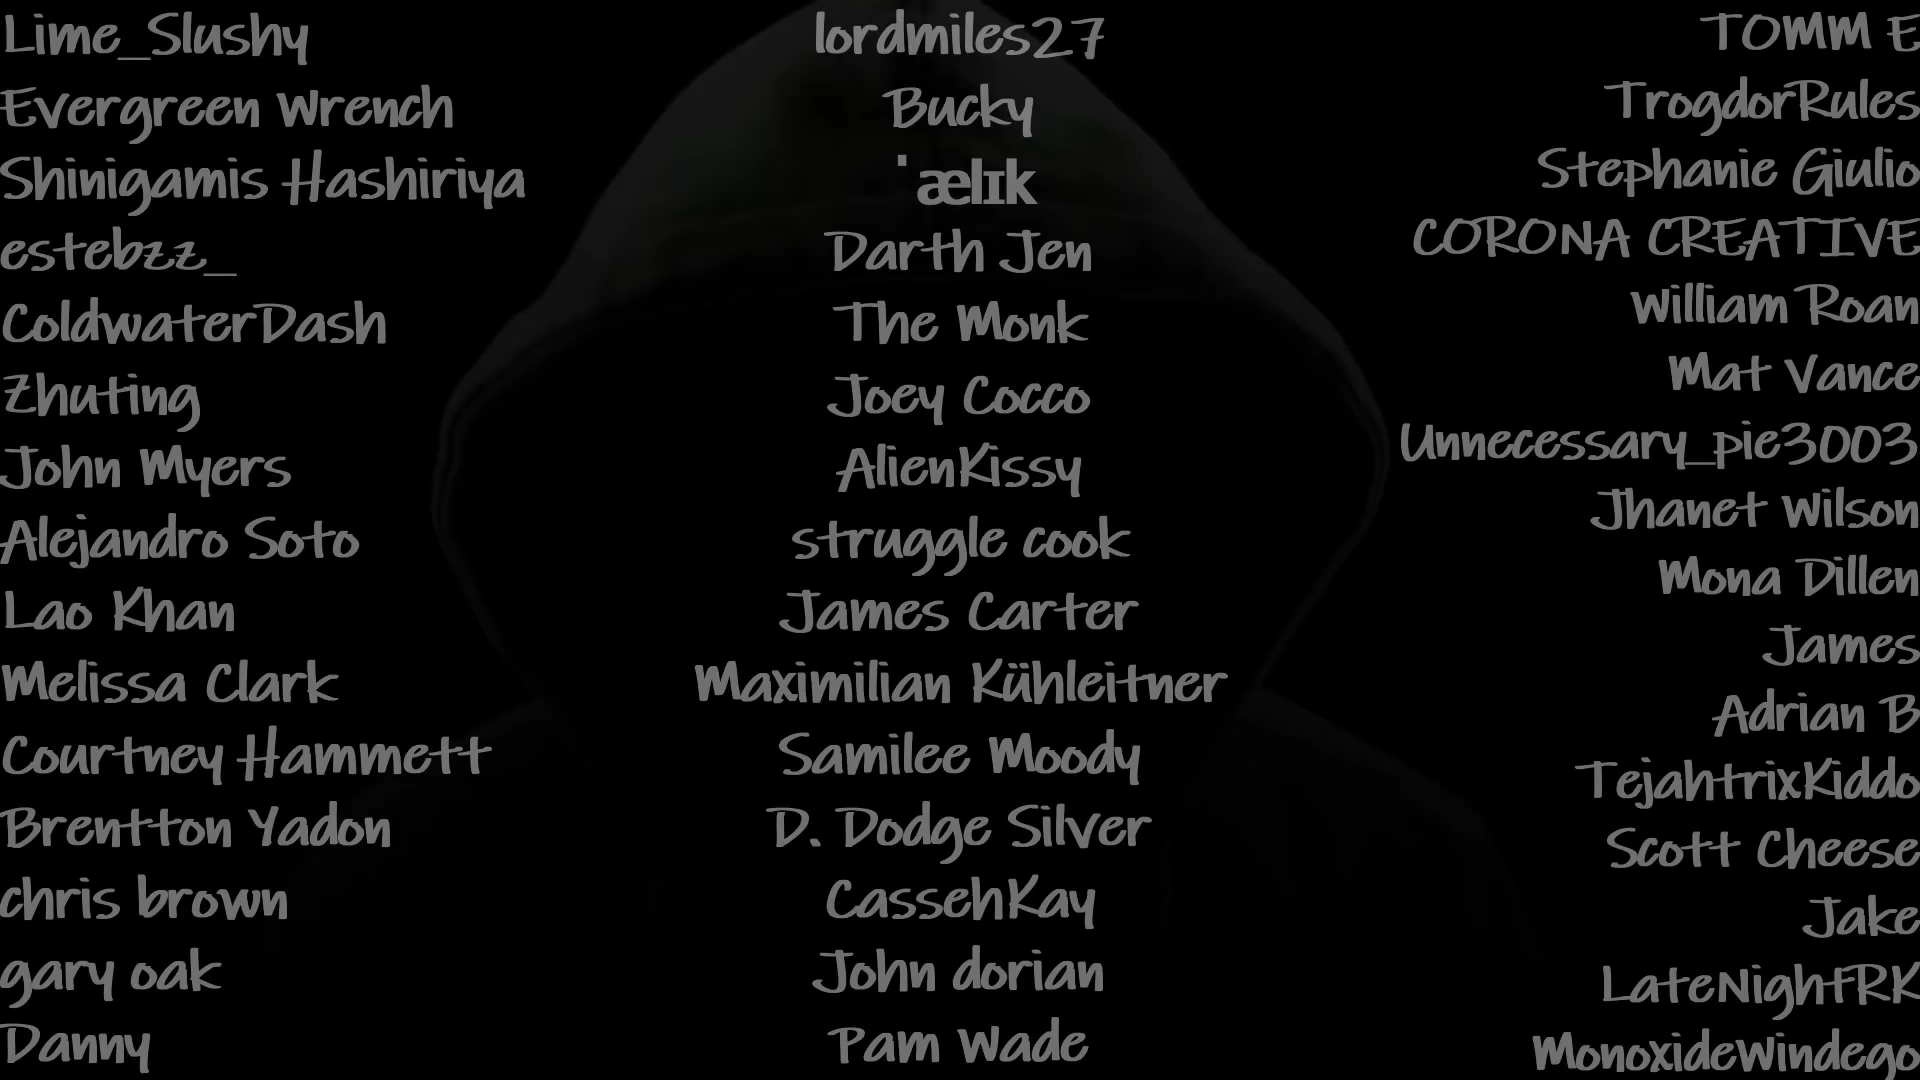 Lime_Slushy
Evergreen Wrench
Shinigamis Hashiriya
estebzz_
ColdwaterDash
Zhuting
John Myers
Alejandro Soto
Lao Khan
Melissa Clark
Courtney Hammett
Brentton Yadon
chris brown
gary oak
Danny
lordmiles27
Bucky
ˈælɪk
Darth Jen
The Monk
Joey Cocco
AlienKissy
struggle cook
James Carter
Maximilian Kühleitner
Samilee Moody
D. Dodge Silver
CassehKay
John dorian
Pam Wade
TOMM E
TrogdorRules
Stephanie Giulio
CORONA CREATIVE
William Roan
Mat Vance
Unnecessary_pie3003
Jhanet Wilson
Mona Dillen
James
Adrian B
TejahtrixKiddo
Scott Cheese
Jake
LateNightRK
MonoxideWindego